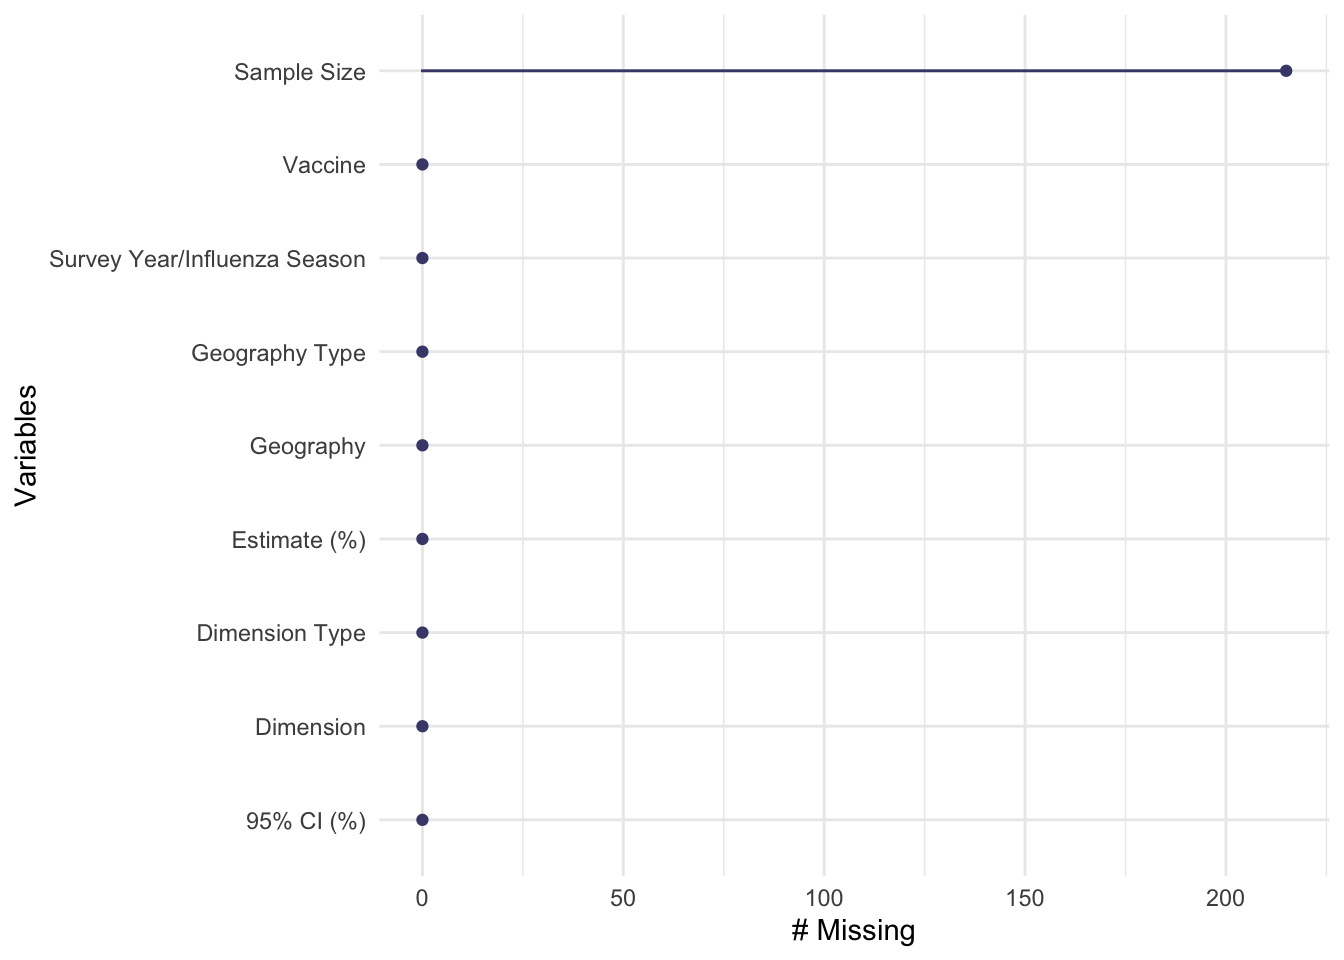 Sample Size
Vaccine
Survey Year/Influenza Season
Geography Type
Geography
Estimate (%)
Dimension Type
Dimension
95% CI (%)
Variables
0 50 100 150 200
# Missing